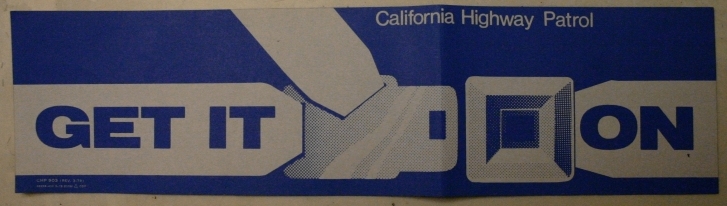 California Highway Patrol
GET IT ON